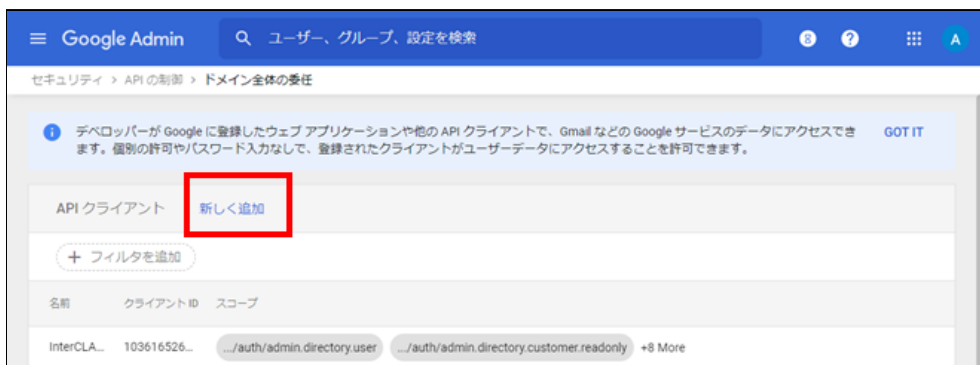 Google Admin
ユーザー、グループ、設定を検索
8
?
A
セキュリティ > API の制御 > ドメイン全体の委任
デベロッパーが Google に登録したウェブ アプリケーションや他の API クライアントで、Gmail などの Google サービスのデータにアクセスでき
ます。個別の許可やパスワード入力なしで、登録されたクライアントがユーザーデータにアクセスすることを許可できます。
GOT IT
API クライアント 新しく追加
+ フィルタを追加
名前 クライアント ID スコープ
InterCLA... 103616526... .../auth/admin.directory.user .../auth/admin.directory.customer.readonly +8 More